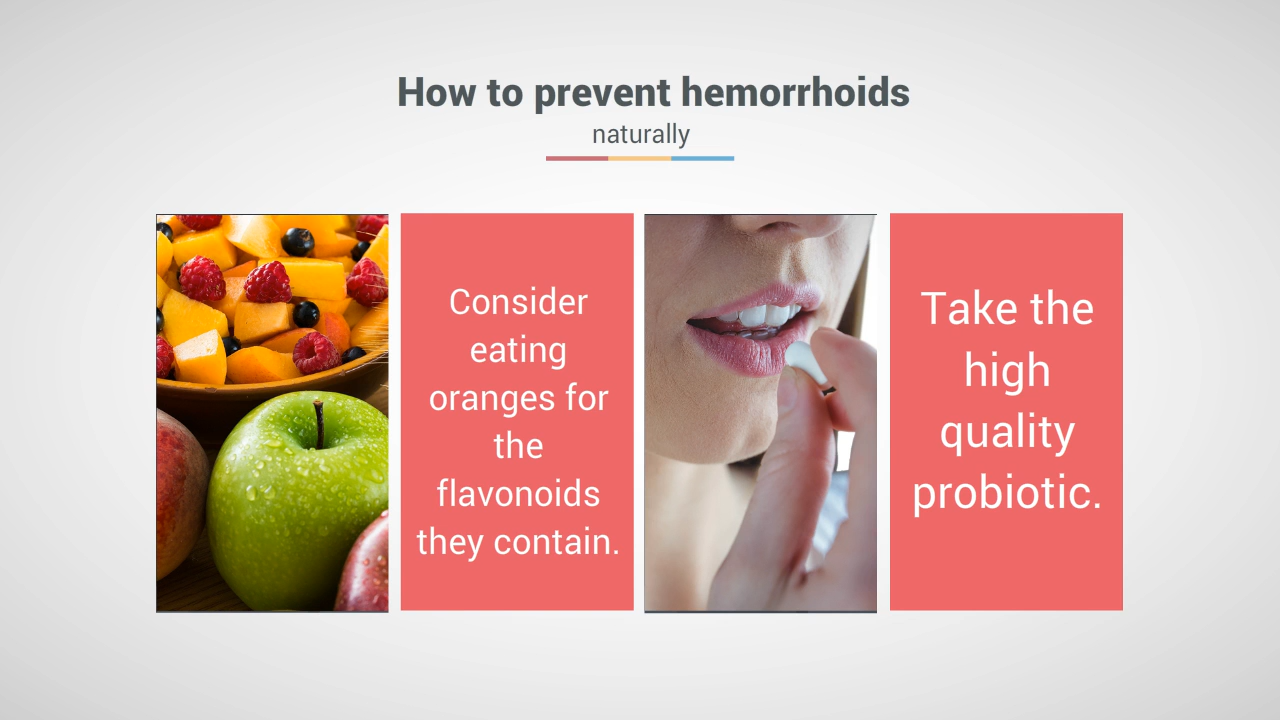 How to prevent hemorrhoids
naturally
Consider
eating
oranges for
the
flavonoids
they contain.
Take the
high
quality
probiotic.